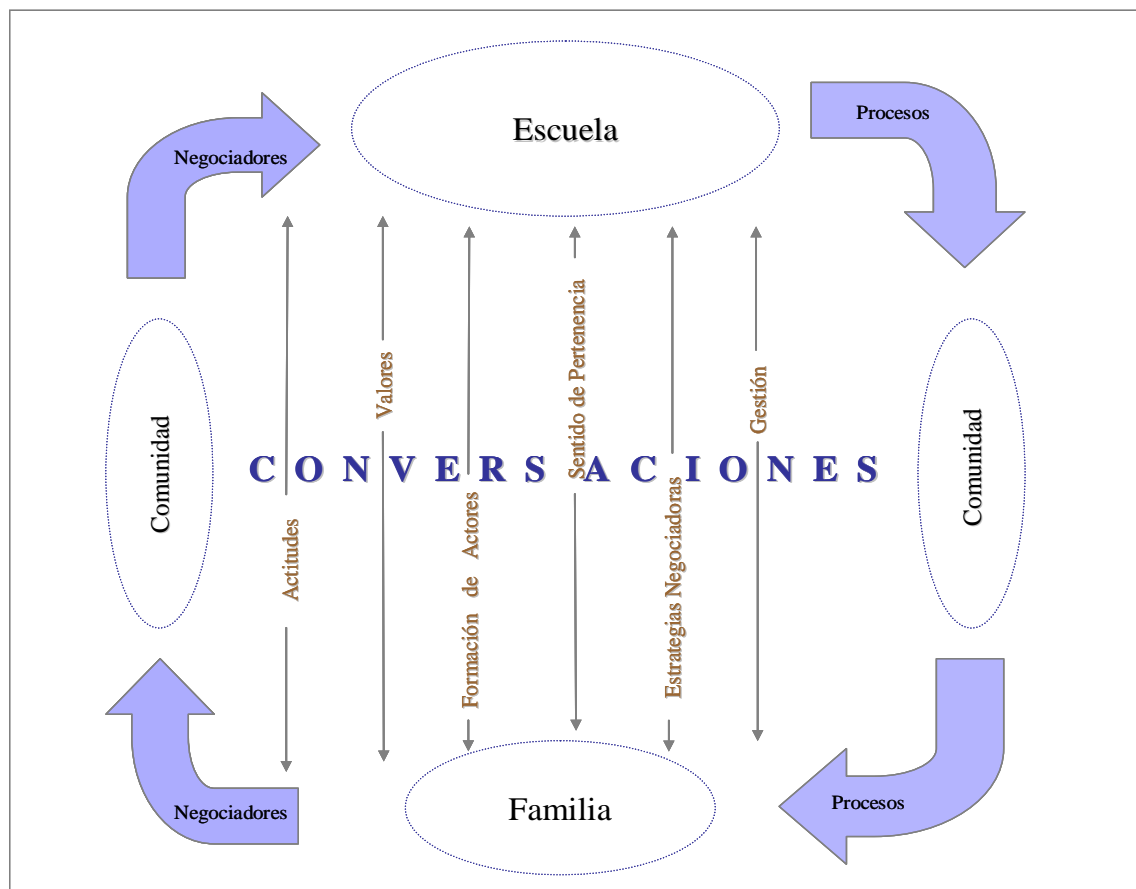 Escuela
Procesos
Negociadores
Sentido de Pertenencia
Valores
Gestión
Comunidad
CONVERSACIONES
Comunidad
Actitudes
Formación de Actores
Estrategias Negociadoras
Familia
Negociadores
Procesos